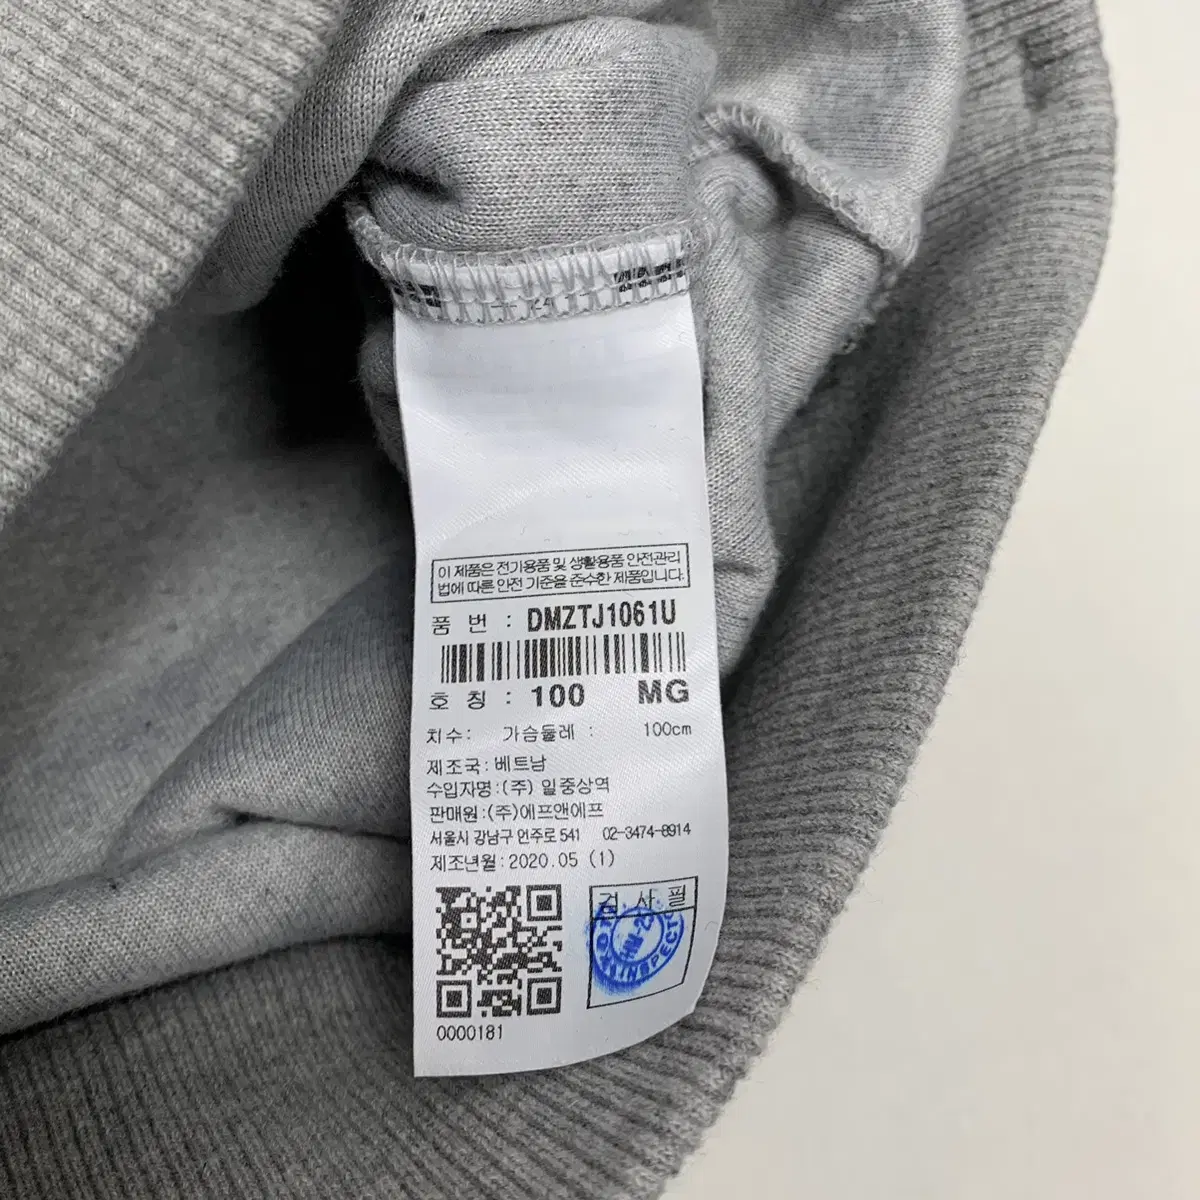 이 제품은 전기용품 및 생활용품 안전관리
법에 따른 안전 기준을 준수한 제품입니다.
품 번 : DMZTJ1061U
호 칭 : 100 MG
치수: 가슴둘레 : 100cm
제조국:베트남
수입자명:(주) 일중상역
판매원:(주)에프앤에프
서울시 강남구 언주로 541 02-3474-8914
제조년월:2020.05 (1)
검 사 필
INSPECT
0000181